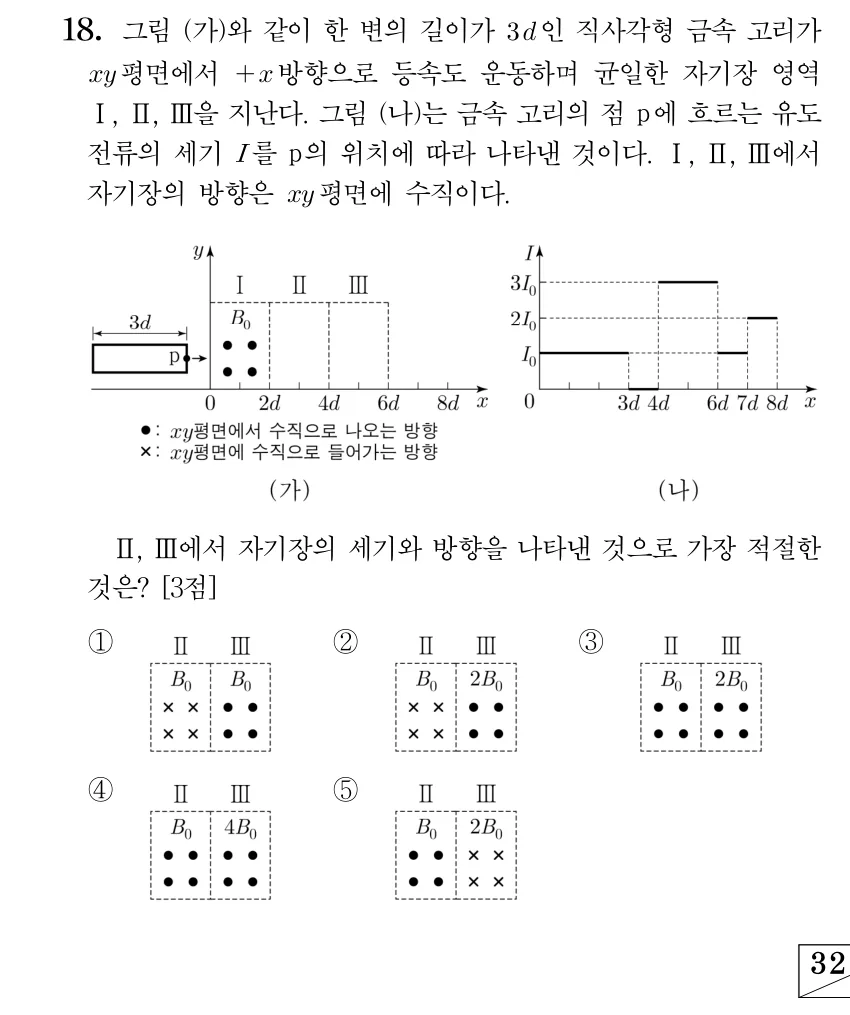 18. 그림 (가)와 같이 한 변의 길이가 3d인 직사각형 금속 고리가
xy평면에서 +x방향으로 등속도 운동하며 균일한 자기장 영역
Ⅰ, Ⅱ, Ⅲ을 지난다. 그림 (나)는 금속 고리의 점 p에 흐르는 유도
전류의 세기 I를 p의 위치에 따라 나타낸 것이다. Ⅰ, Ⅱ, Ⅲ에서
자기장의 방향은 xy평면에 수직이다.
y
Ⅰ Ⅱ Ⅲ
B₀
3d
p
0 2d 4d 6d 8d x
●: xy평면에서 수직으로 나오는 방향
×: xy평면에 수직으로 들어가는 방향
(가)
I
3I₀
2I₀
I₀
0 3d 4d 6d 7d 8d x
(나)
Ⅱ, Ⅲ에서 자기장의 세기와 방향을 나타낸 것으로 가장 적절한
것은? [3점]
① Ⅱ Ⅲ
B₀ B₀
× × ● ●
× × ● ●
② Ⅱ Ⅲ
B₀ 2B₀
× × ● ●
× × ● ●
③ Ⅱ Ⅲ
B₀ 2B₀
● ● ● ●
● ● ● ●
④ Ⅱ Ⅲ
B₀ 4B₀
● ● ● ●
● ● ● ●
⑤ Ⅱ Ⅲ
B₀ 2B₀
● ● × ×
● ● × ×
32